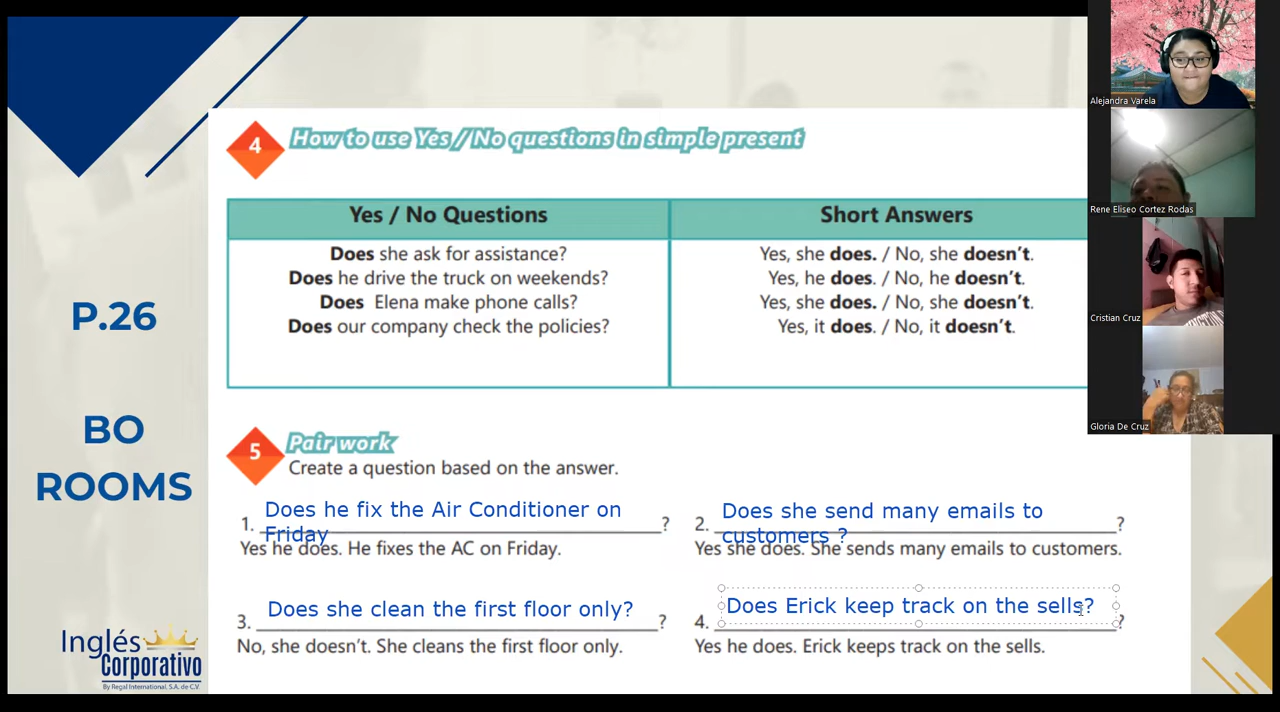 P.26
BO
ROOMS
4
How to use Yes / No questions in simple present
Yes / No Questions
Short Answers
Does she ask for assistance?
Yes, she does. / No, she doesn't.
Does he drive the truck on weekends?
Yes, he does. / No, he doesn't.
Does Elena make phone calls?
Yes, she does. / No, she doesn't.
Does our company check the policies?
Yes, it does. / No, it doesn't.
5
Pair work
Create a question based on the answer.
Does he fix the Air Conditioner on
1. ?
Friday
Yes he does. He fixes the AC on Friday.
Does she send many emails to
2. ?
customers ?
Yes she does. She sends many emails to customers.
Does she clean the first floor only?
3. ?
No, she doesn't. She cleans the first floor only.
Does Erick keep track on the sells?
4. ?
Yes he does. Erick keeps track on the sells.
Inglés
Corporativo
By Regal International, S.A. de C.V.
Alejandra Varela
Rene Eliseo Cortez Rodas
Cristian Cruz
Gloria De Cruz